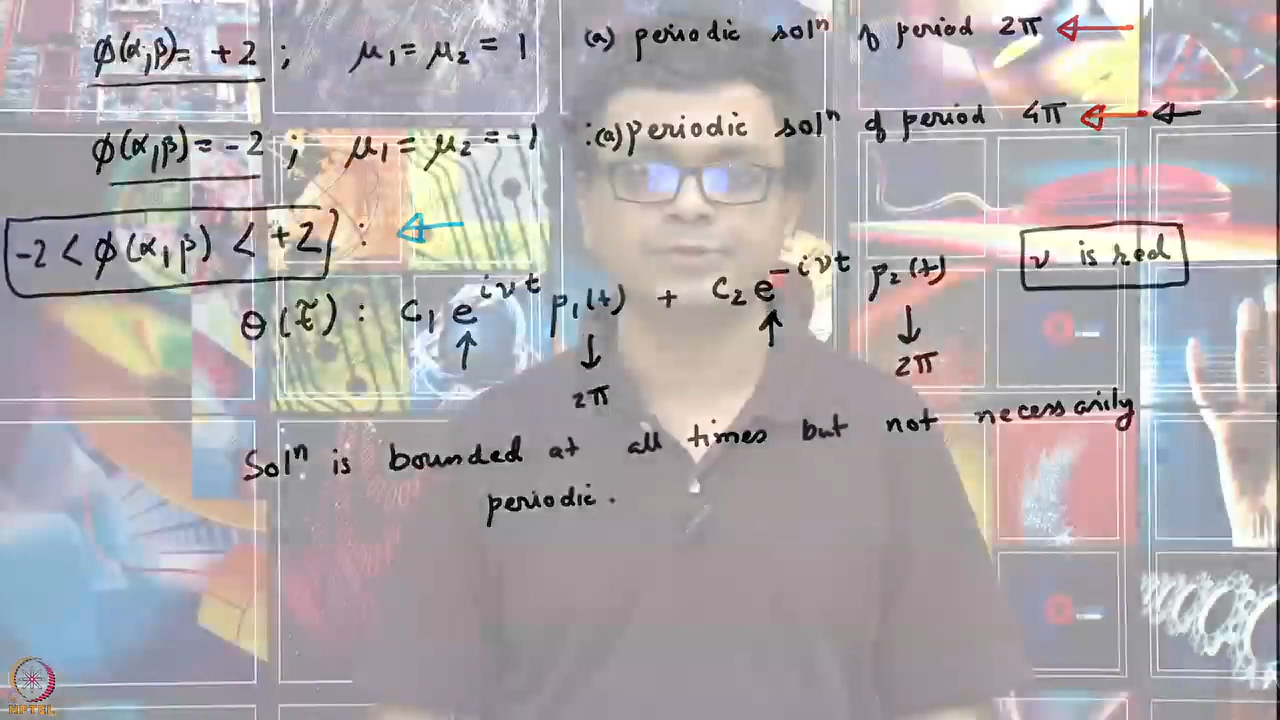 ϕ(α,β)= +2 ; μ₁ = μ₂ = 1 (a) periodic solⁿ of period 2π
ϕ(α,β) = -2 ; μ₁ = μ₂ = -1 :(a) periodic solⁿ of period 4π
-2 < ϕ(α,β) < +2 :
ν is real
θ(t̃) : c₁ e^{iνt} p₁(t) + c₂ e^{-iνt} p₂(t)
2π 2π
Solⁿ. is bounded at all times but not necessarily
periodic.
NPTEL